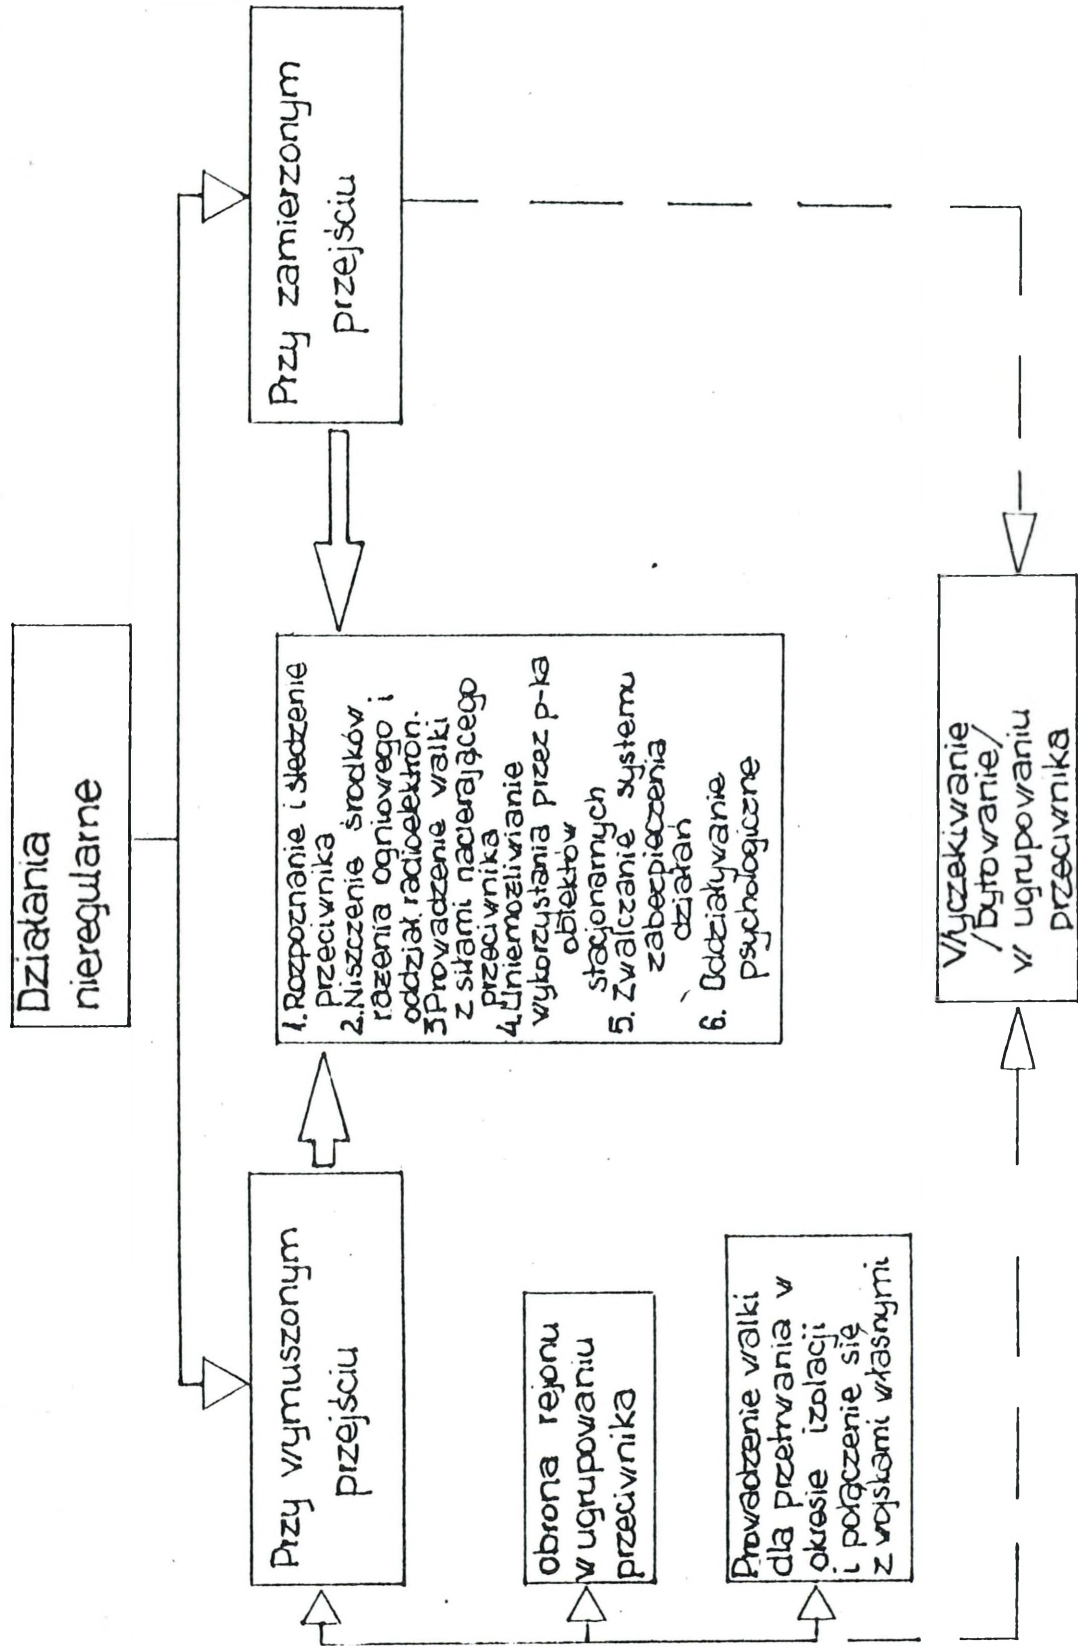 Działania
nieregularne
Przy wymuszonym
przejściu
Przy zamierzonym
przejściu
1. Rozpoznanie i śledzenie
przeciwnika
2. Niszczenie środków
rażenia ogniowego i
oddział. radioelektron.
3 Prowadzenie walki
z siłami nacierającego
przeciwnika
4. Uniemożliwianie
wykorzystania przez p-ka
obiektów
stacjonarnych
5. Zwalczanie systemu
zabezpieczenia
działań
6. Oddziaływanie
psychologiczne
obrona rejonu
w ugrupowaniu
przeciwnika
Prowadzenie walki
dla przetrwania w
okresie izolacji
i połączenie się
z wojskami własnymi
Wyczekiwanie
/bytowanie/
w ugrupowaniu
przeciwnika